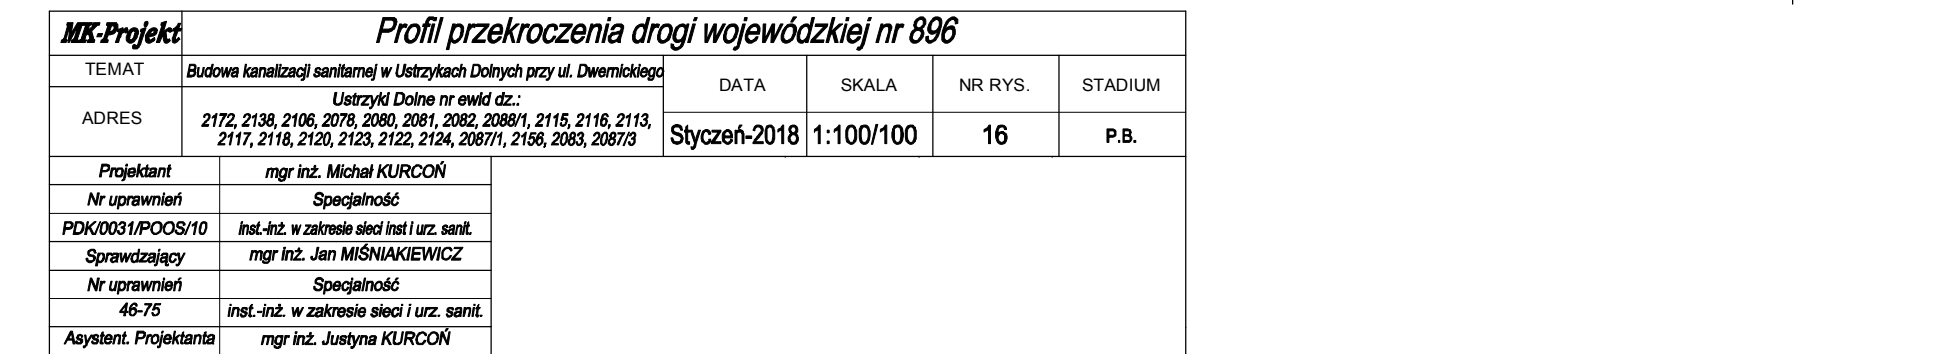 MK-Projekt
Profil przekroczenia drogi wojewódzkiej nr 896
TEMAT
Budowa kanalizacji sanitarnej w Ustrzykach Dolnych przy ul. Dwernickiego
DATA
SKALA
NR RYS.
STADIUM
ADRES
Ustrzyki Dolne nr ewid dz.:
2172, 2138, 2106, 2078, 2080, 2081, 2082, 2088/1, 2115, 2116, 2113,
2117, 2118, 2120, 2123, 2122, 2124, 2087/1, 2156, 2083, 2087/3
Styczeń-2018
1:100/100
16
P.B.
Projektant
mgr inż. Michał KURCOŃ
Nr uprawnień
Specjalność
PDK/0031/POOS/10
inst.-inż. w zakresie sieci inst i urz. sanit.
Sprawdzający
mgr inż. Jan MIŚNIAKIEWICZ
Nr uprawnień
Specjalność
46-75
inst.-inż. w zakresie sieci i urz. sanit.
Asystent. Projektanta
mgr inż. Justyna KURCOŃ